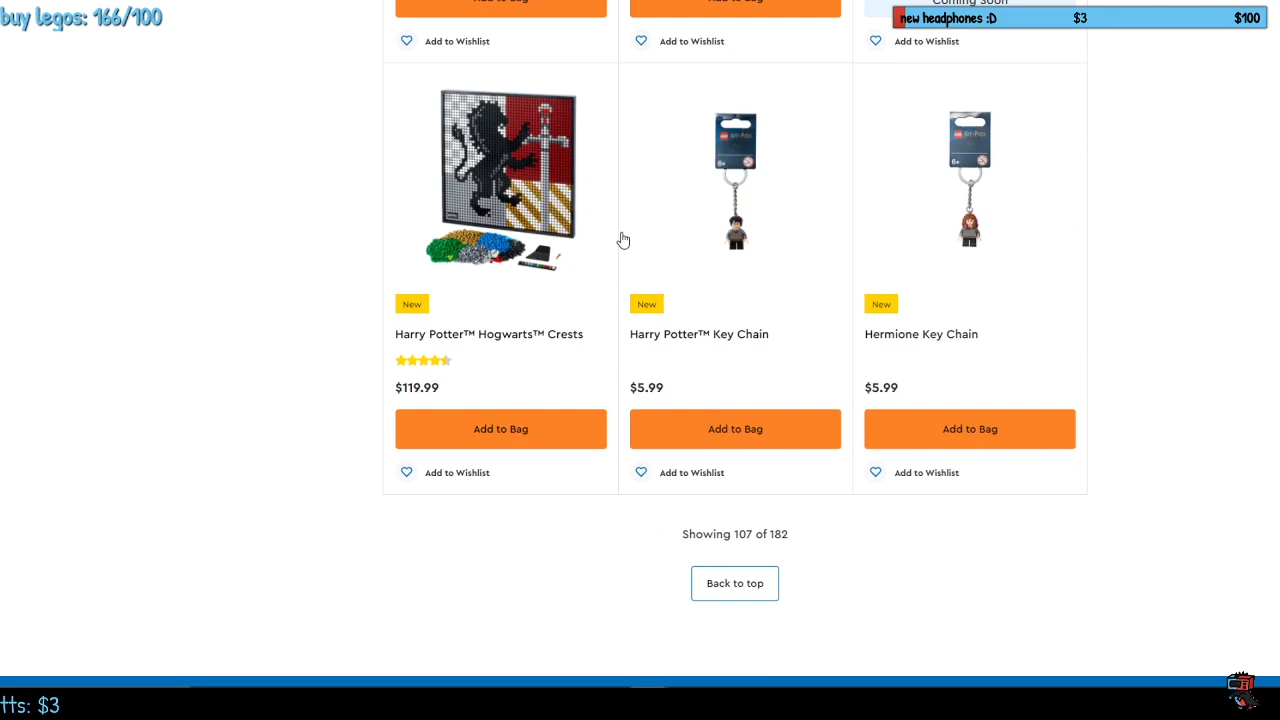 buy legos: 166/100
Coming Soon
new headphones :D $3 $100
Add to Wishlist
Add to Wishlist
Add to Wishlist
6+
6+
New
New
New
Harry Potter™ Hogwarts™ Crests
Harry Potter™ Key Chain
Hermione Key Chain
$119.99
$5.99
$5.99
Add to Bag
Add to Bag
Add to Bag
Add to Wishlist
Add to Wishlist
Add to Wishlist
Showing 107 of 182
Back to top
tts: $3